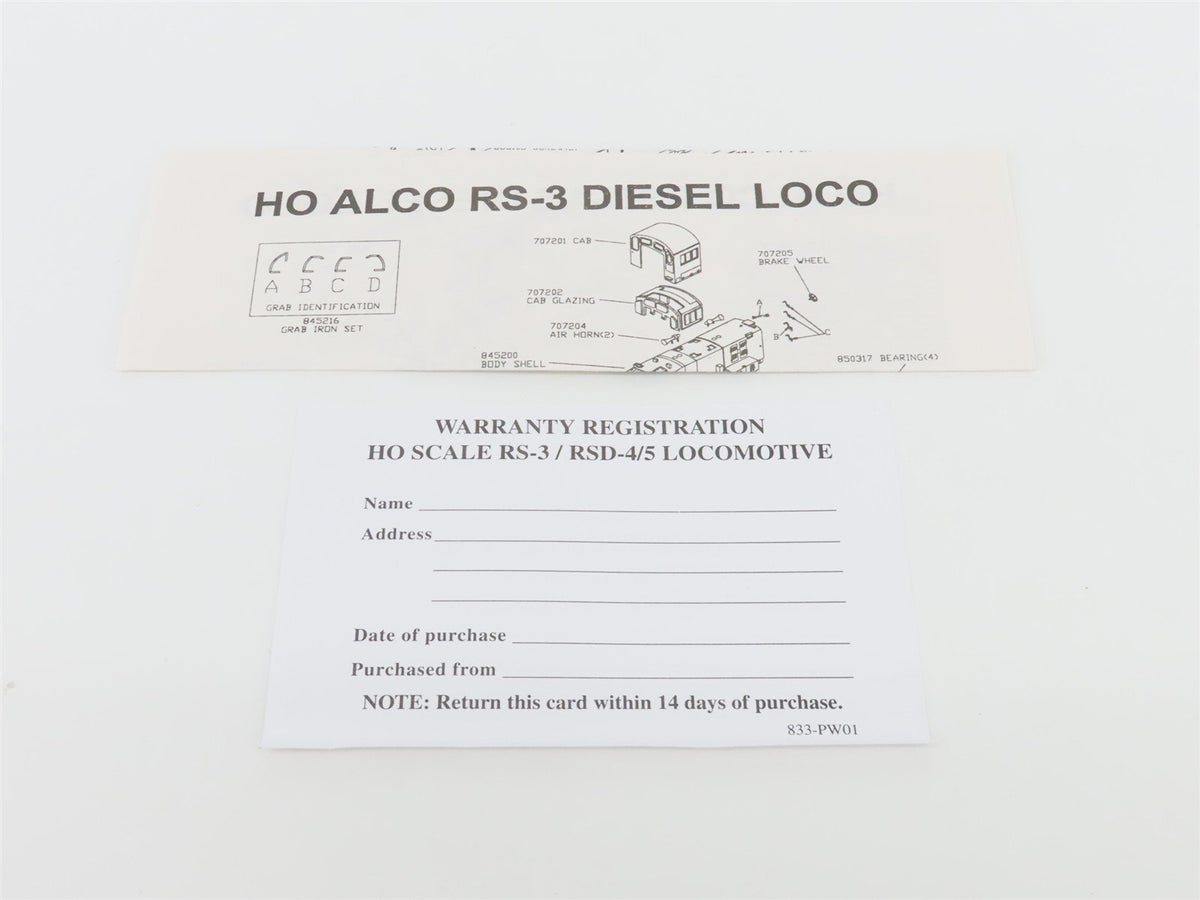 HO ALCO RS-3 DIESEL LOCO
707201 CAB
707205
BRAKE WHEEL
A B C D
GRAB IDENTIFICATION
845216
GRAB IRON SET
707202
CAB GLAZING
A
707204
AIR HORN(2)
B
C
845200
BODY SHELL
850317 BEARING(4)
WARRANTY REGISTRATION
HO SCALE RS-3 / RSD-4/5 LOCOMOTIVE
Name
Address
Date of purchase
Purchased from
NOTE: Return this card within 14 days of purchase.
833-PW01